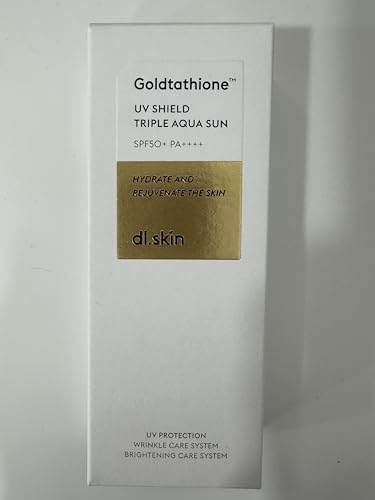 Goldtathione™
UV SHIELD
TRIPLE AQUA SUN
SPF50+ PA++++
HYDRATE AND
REJUVENATE THE SKIN
dl.skin
UV PROTECTION
WRINKLE CARE SYSTEM
BRIGHTENING CARE SYSTEM